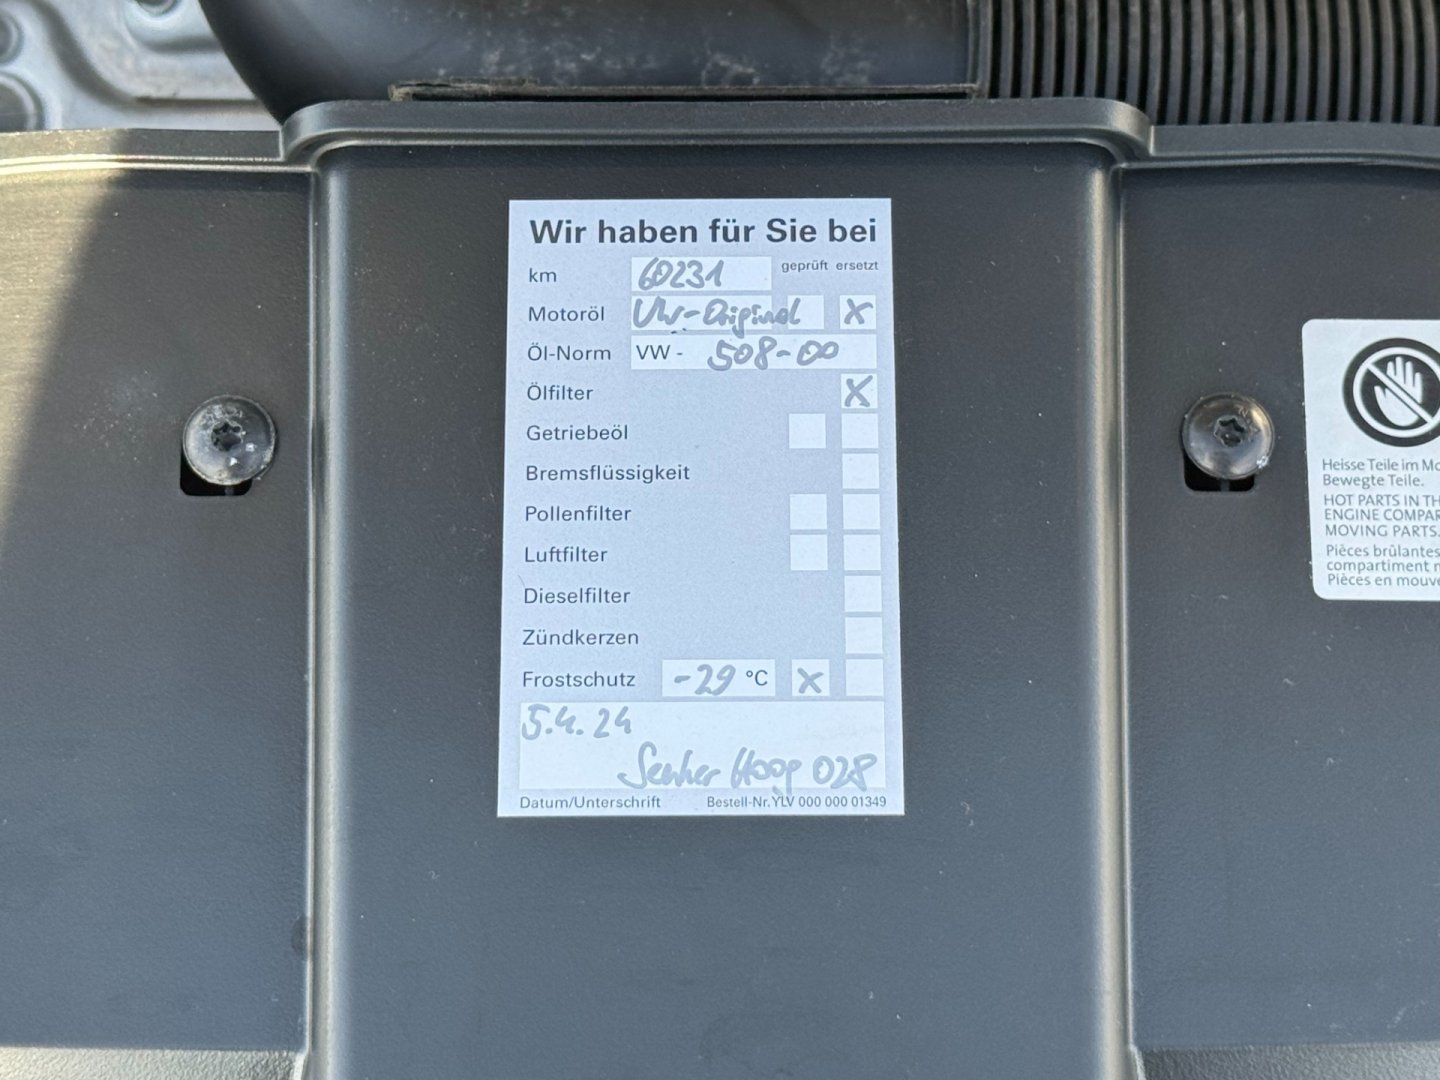 Wir haben für Sie bei
km 60231 geprüft ersetzt
Motoröl VW-Original X
Öl-Norm VW - 508-00
Ölfilter X
Getriebeöl
Bremsflüssigkeit
Pollenfilter
Luftfilter
Dieselfilter
Zündkerzen
Frostschutz -29 °C X
5.4.24
028
Datum/Unterschrift Bestell-Nr. YLV 000 000 01349
Heisse Teile im
Bewegte Teile.
HOT PARTS IN
ENGINE
MOVING PARTS.
Pièces brûlantes
compartiment
Pièces en